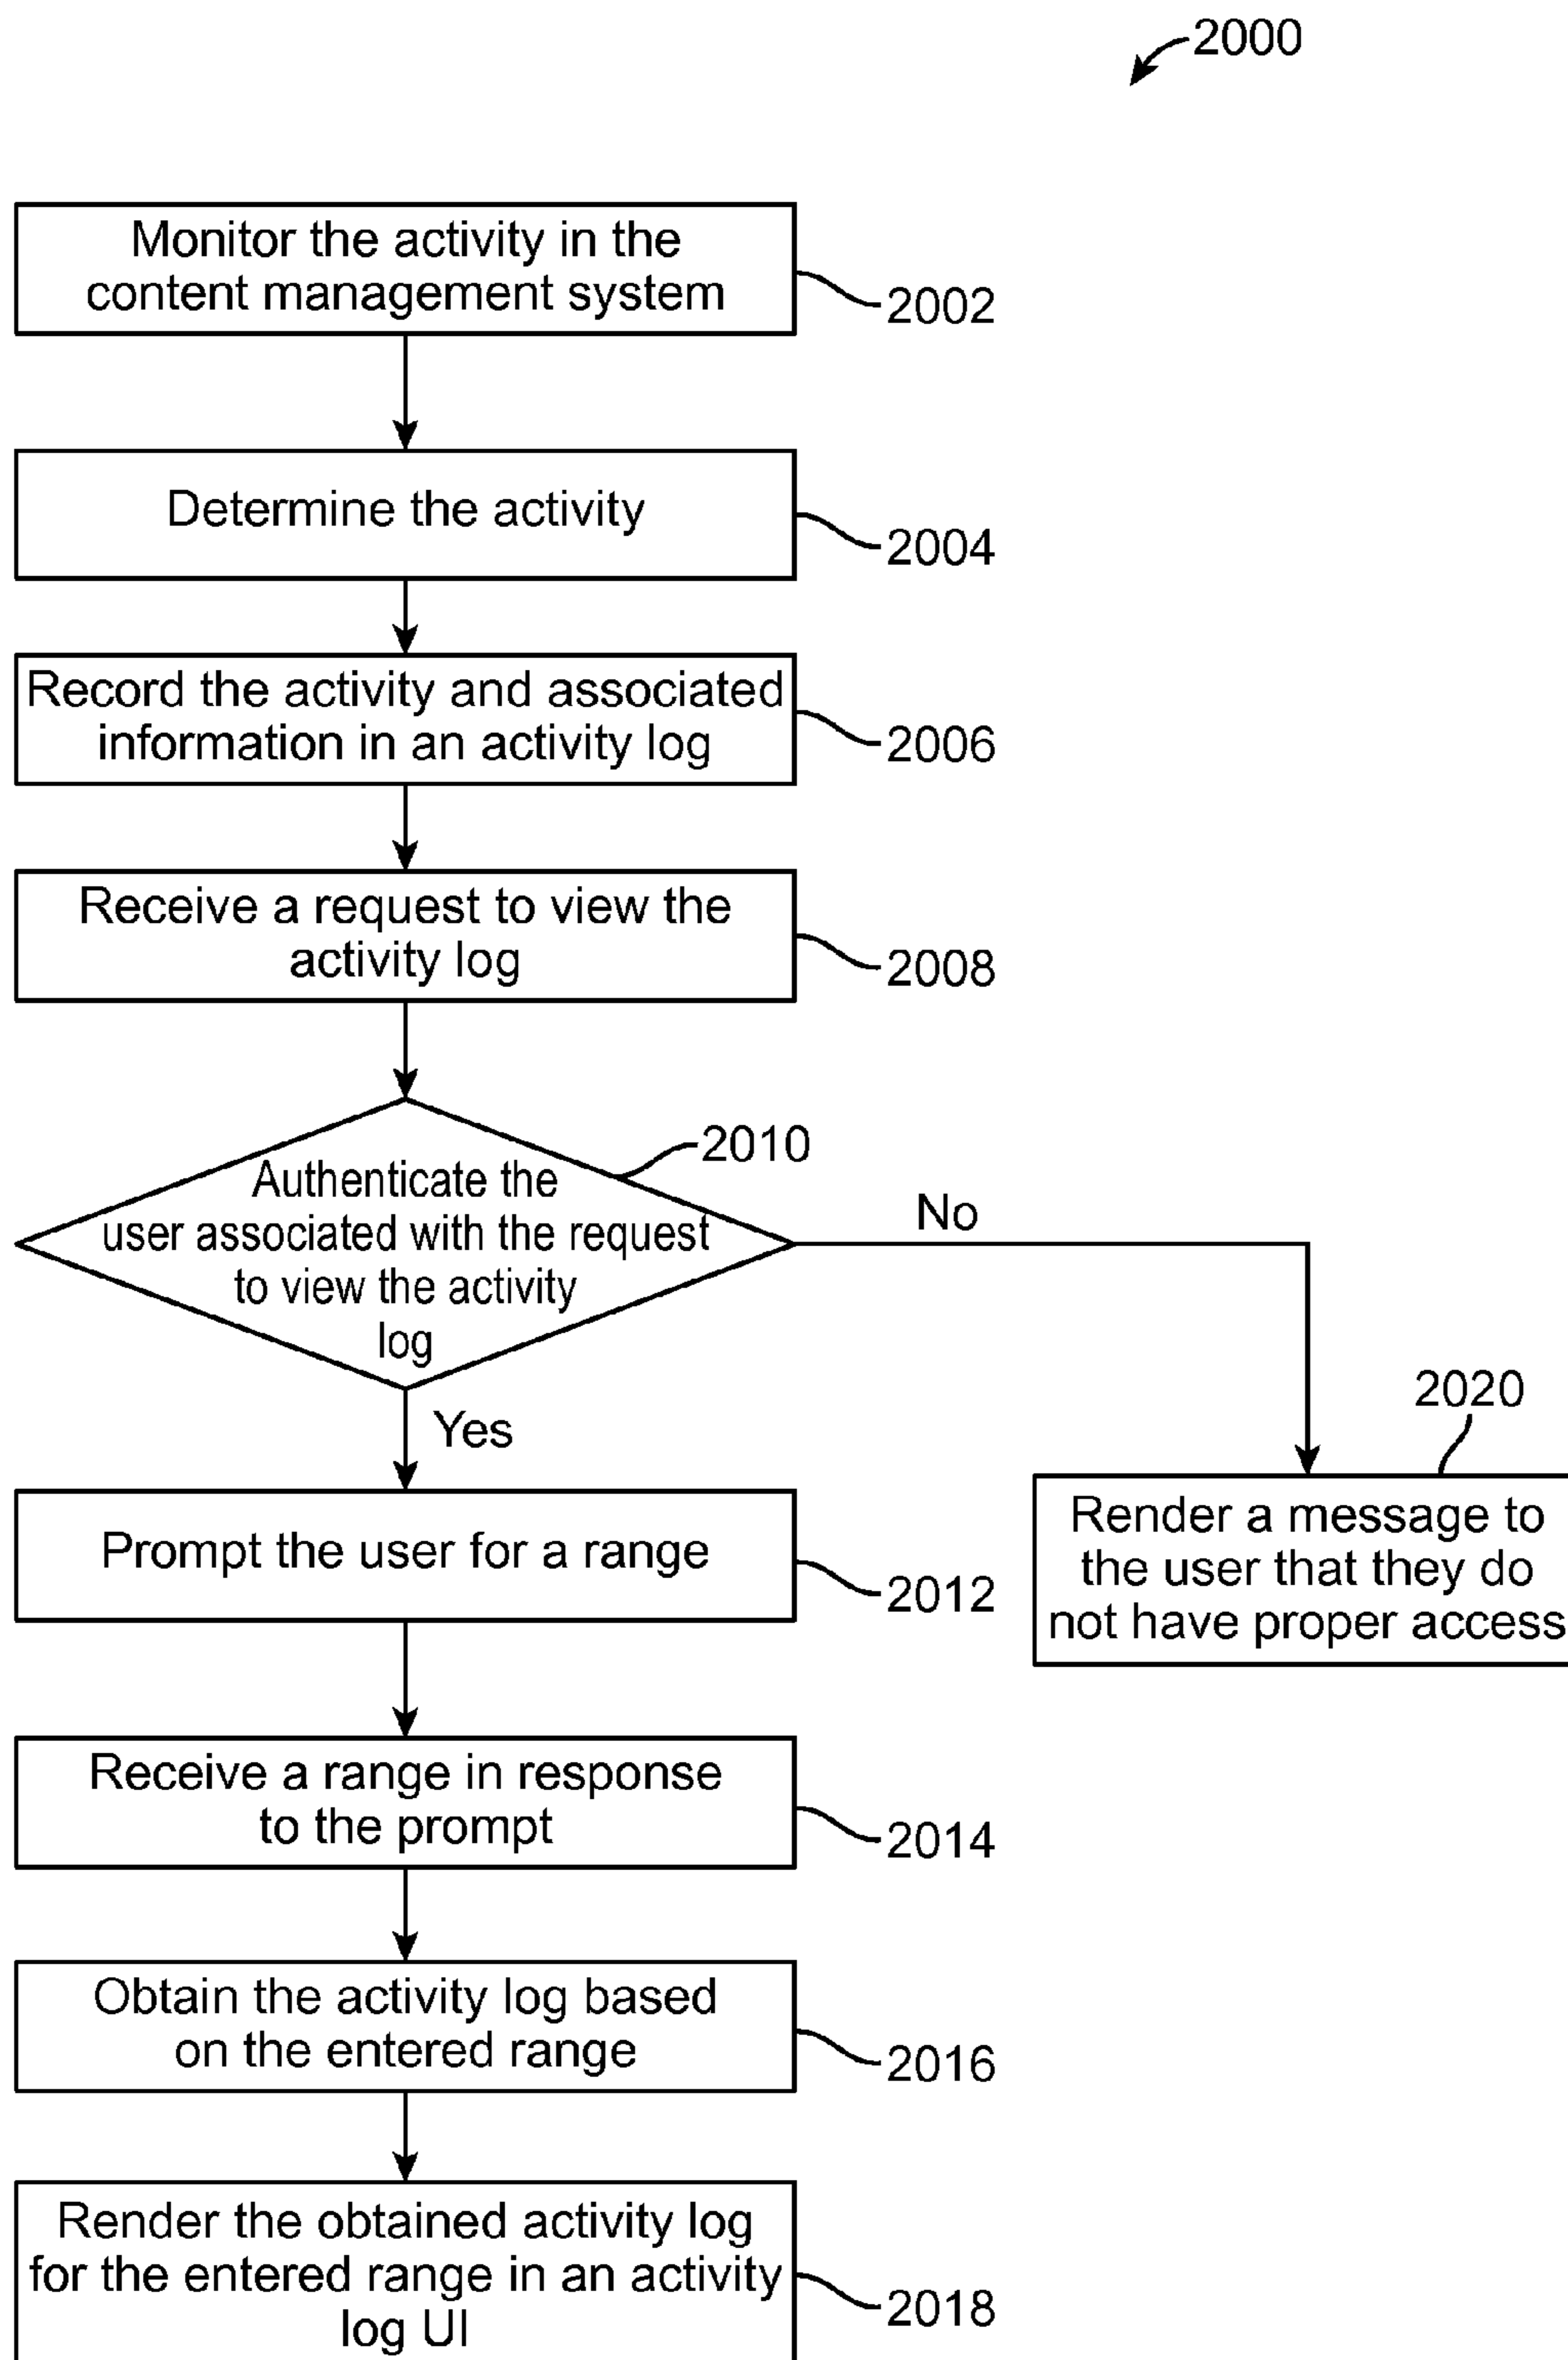 2000
Monitor the activity in the
content management system
2002
Determine the activity
2004
Record the activity and associated
information in an activity log
2006
Receive a request to view the
activity log
2008
2010
Authenticate the
user associated with the request
to view the activity
log
No
Yes
2020
Render a message to
the user that they do
not have proper access
Prompt the user for a range
2012
Receive a range in response
to the prompt
2014
Obtain the activity log based
on the entered range
2016
Render the obtained activity log
for the entered range in an activity
log UI
2018